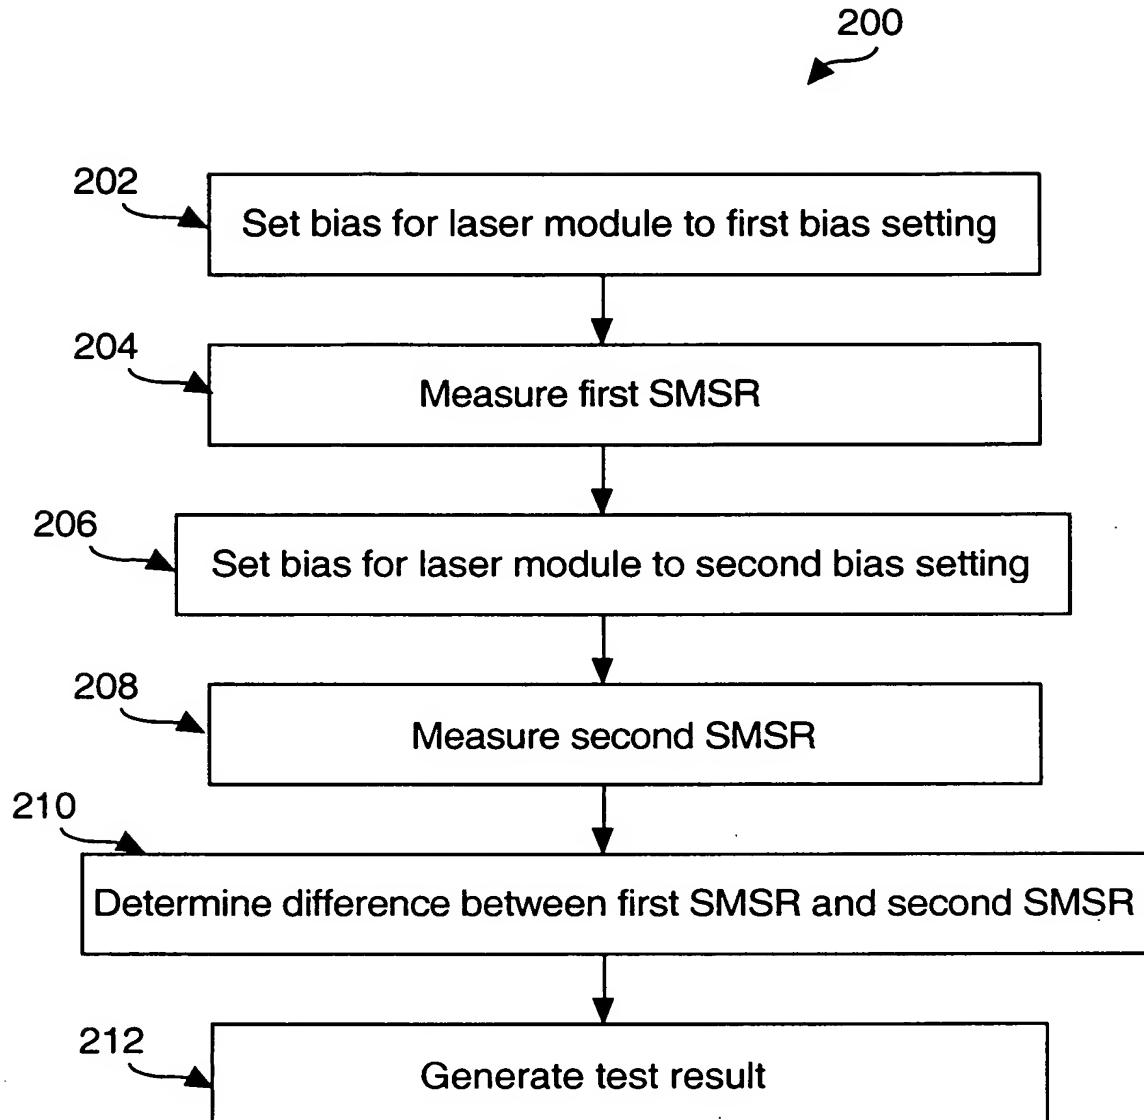 200
202
Set bias for laser module to first bias setting
204
Measure first SMSR
206
Set bias for laser module to second bias setting
208
Measure second SMSR
210
Determine difference between first SMSR and second SMSR
212
Generate test result